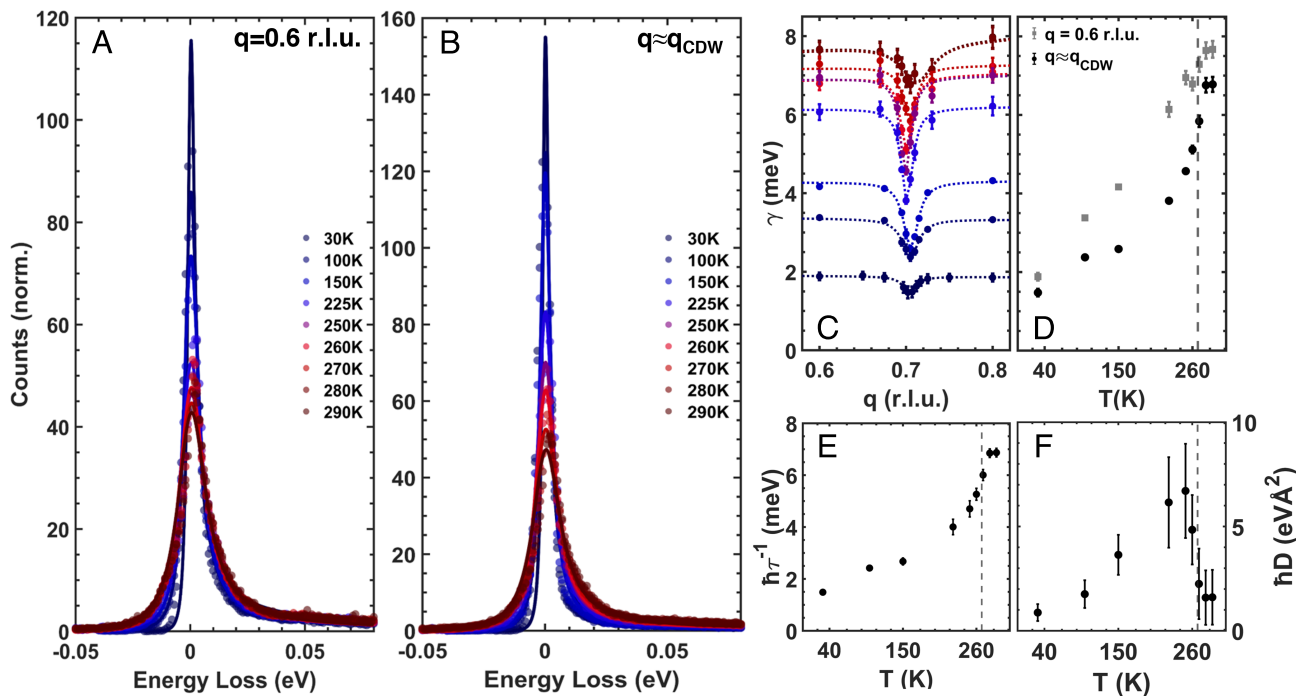 A
q=0.6 r.l.u.
Counts (norm.)
120
100
80
60
40
20
0
30K
100K
150K
225K
250K
260K
270K
280K
290K
-0.05
0
0.05
Energy Loss (eV)
B
q≈qCDW
160
140
120
100
80
60
40
20
0
30K
100K
150K
225K
250K
260K
270K
280K
290K
-0.05
0
0.05
Energy Loss (eV)
C
γ (meV)
8
6
4
2
0
0.6
0.7
0.8
q (r.l.u.)
D
q = 0.6 r.l.u.
q≈qCDW
40
150
260
T(K)
E
ħτ⁻¹ (meV)
8
6
4
2
0
40
150
260
T (K)
F
10
5
0
ħD (eVÅ²)
40
150
260
T (K)